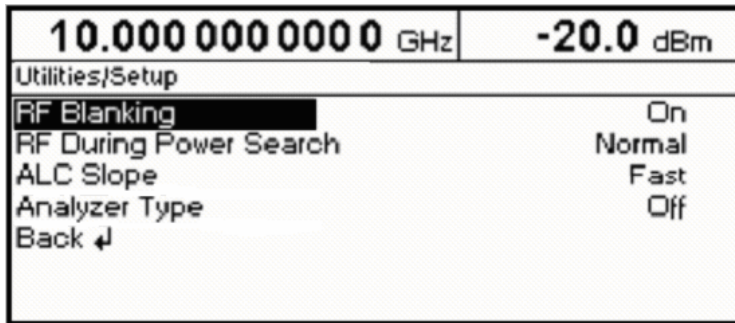 10.000 000 000 0 GHz -20.0 dBm
Utilities/Setup
RF Blanking On
RF During Power Search Normal
ALC Slope Fast
Analyzer Type Off
Back ↲